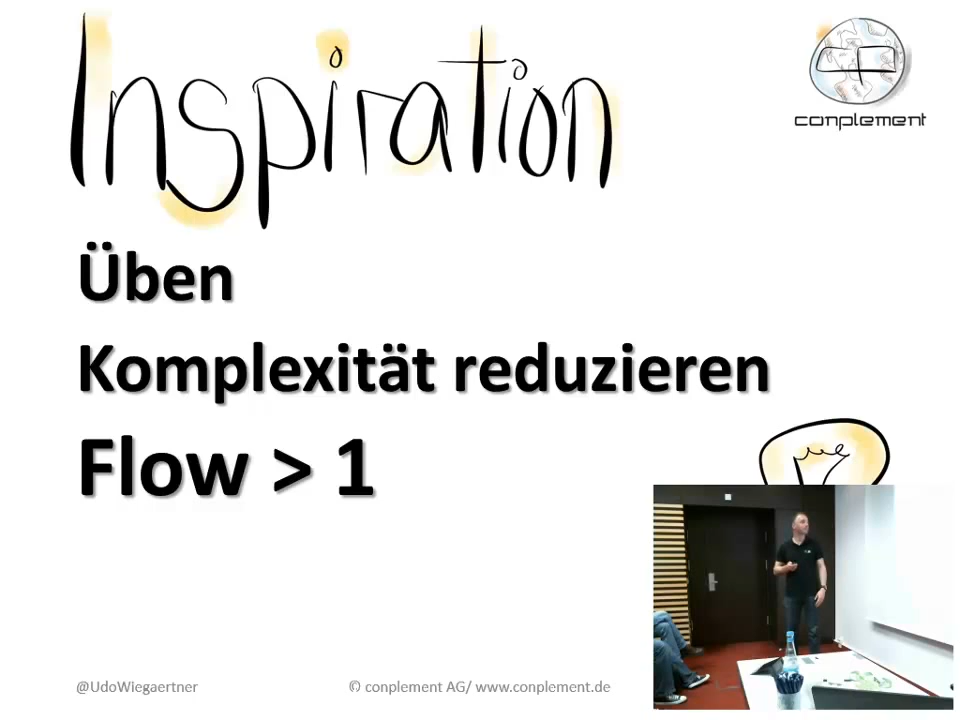 Inspiration
conplement
Üben
Komplexität reduzieren
Flow > 1
@UdoWiegaertner
© conplement AG/ www.conplement.de